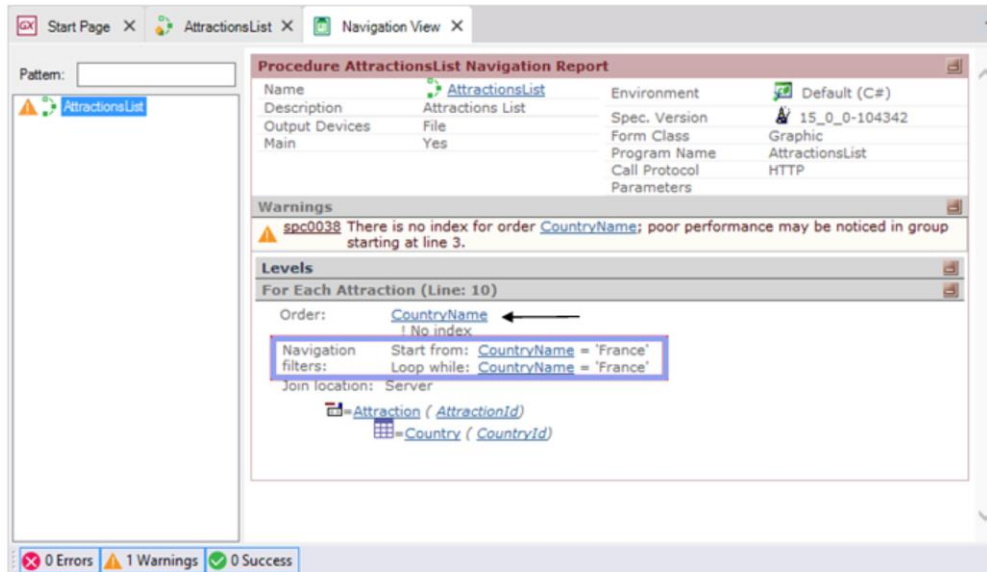 GX Start Page X AttractionsList X Navigation View X
Pattern:
AttractionsList
Procedure AttractionsList Navigation Report
Name AttractionsList
Description Attractions List
Output Devices File
Main Yes
Environment Default (C#)
Spec. Version 15_0_0-104342
Form Class Graphic
Program Name AttractionsList
Call Protocol HTTP
Parameters
Warnings
spc0038 There is no index for order CountryName; poor performance may be noticed in group
starting at line 3.
Levels
For Each Attraction (Line: 10)
Order: CountryName
! No index
Navigation Start from: CountryName = 'France'
filters: Loop while: CountryName = 'France'
Join location: Server
=Attraction ( AttractionId)
=Country ( CountryId)
0 Errors 1 Warnings 0 Success